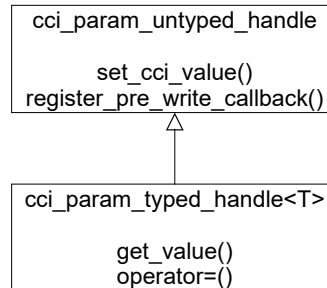 cci_param_untyped_handle
set_cci_value()
register_pre_write_callback()
cci_param_typed_handle<T>
get_value()
operator=()